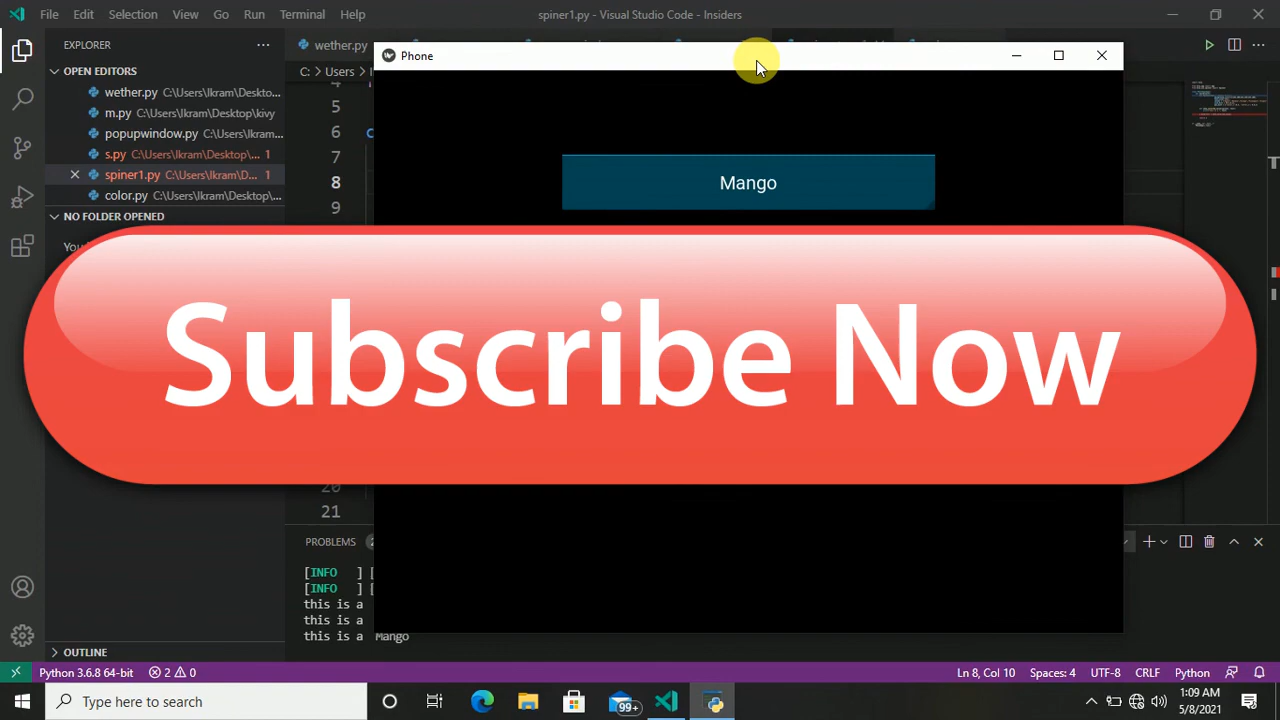 File Edit Selection View Go Run Terminal Help
spiner1.py - Visual Studio Code - Insiders
EXPLORER
wether.py
Phone
OPEN EDITORS
C: > Users >
wether.py C:\Users\Ikram\Deskto...
m.py C:\Users\Ikram\Desktop\kivy
popupwindow.py C:\Users\Ikram...
s.py C:\Users\Ikram\Desktop\... 1
spiner1.py C:\Users\Ikram\D... 1
color.py C:\Users\Ikram\Desktop\...
NO FOLDER OPENED
5
6
7
8
9
Mango
Subscribe Now
20
21
PROBLEMS
[INFO ] [
[INFO ] [
this is a
this is a
this is a Mango
OUTLINE
Python 3.6.8 64-bit 2 0
Ln 8, Col 10 Spaces: 4 UTF-8 CRLF Python
Type here to search
99+
1:09 AM
5/8/2021